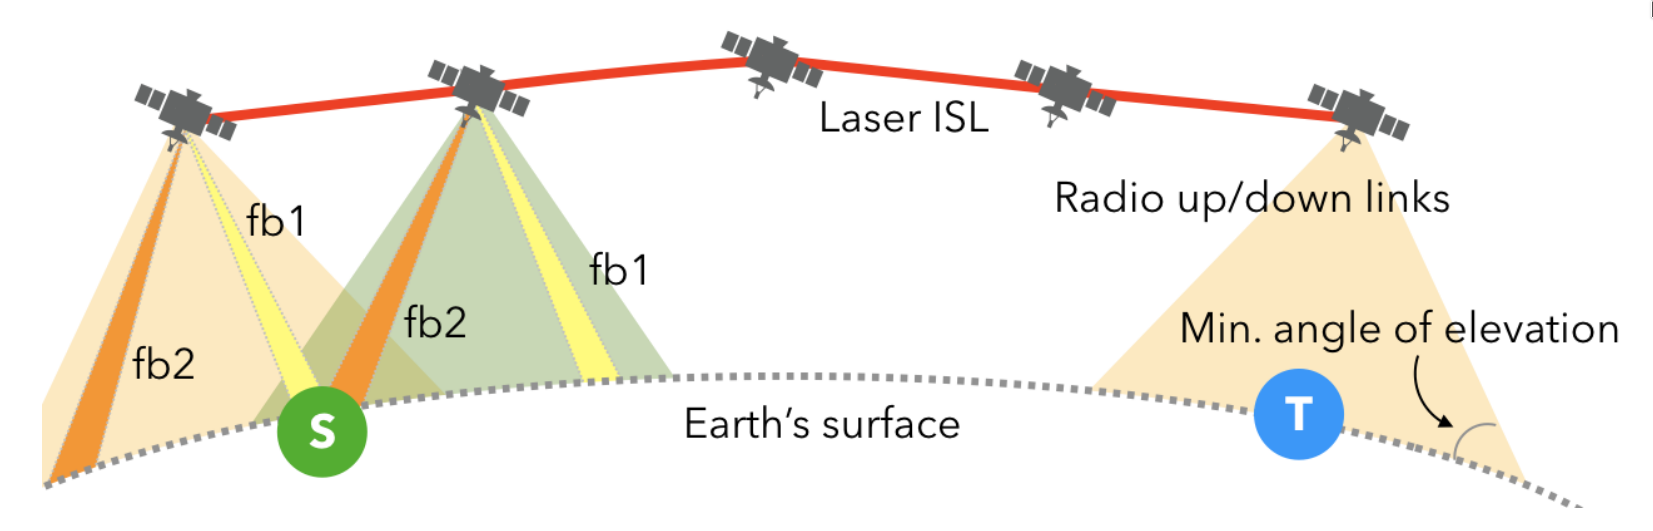 Laser ISL
Radio up/down links
fb1
fb1
fb2
fb2
Min. angle of elevation
S
T
Earth's surface